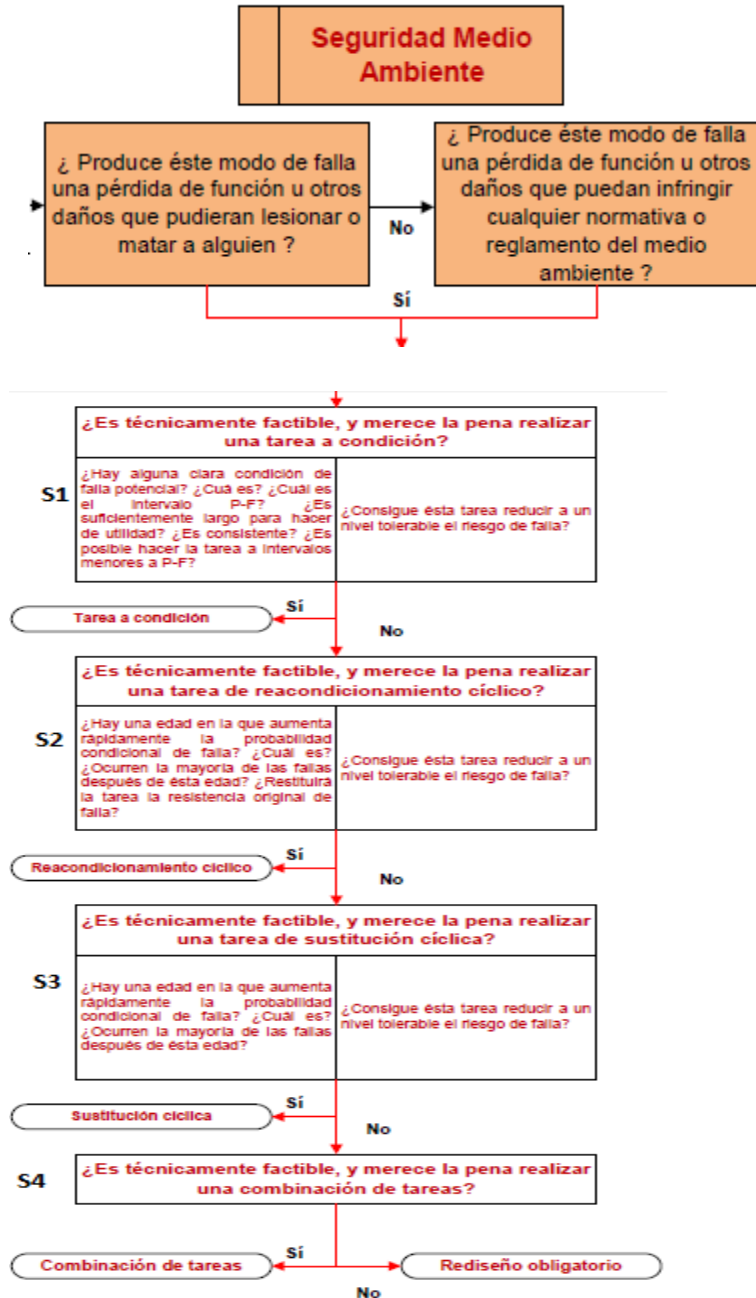 Seguridad Medio
Ambiente
¿ Produce éste modo de falla
una pérdida de función u otros
daños que pudieran lesionar o
matar a alguien ?
No
¿ Produce éste modo de falla
una pérdida de función u otros
daños que puedan infringir
cualquier normativa o
reglamento del medio
ambiente ?
Sí
¿Es técnicamente factible, y merece la pena realizar
una tarea a condición?
S1
¿Hay alguna clara condición de
falla potencial? ¿Cuá es? ¿Cuál es
el intervalo P-F? ¿Es
suficientemente largo para hacer
de utilidad? ¿Es consistente? ¿Es
posible hacer la tarea a intervalos
menores a P-F?
¿Consigue ésta tarea reducir a un
nivel tolerable el riesgo de falla?
Sí
Tarea a condición
No
¿Es técnicamente factible, y merece la pena realizar
una tarea de reacondicionamiento cíclico?
S2
¿Hay una edad en la que aumenta
rápidamente la probabilidad
condicional de falla? ¿Cuál es?
¿Ocurren la mayoría de las fallas
después de ésta edad? ¿Restituirá
la tarea la resistencia original de
falla?
¿Consigue ésta tarea reducir a un
nivel tolerable el riesgo de falla?
Sí
Reacondicionamiento cíclico
No
¿Es técnicamente factible, y merece la pena realizar
una tarea de sustitución cíclica?
S3
¿Hay una edad en la que aumenta
rápidamente la probabilidad
condicional de falla? ¿Cuál es?
¿Ocurren la mayoría de las fallas
después de ésta edad?
¿Consigue ésta tarea reducir a un
nivel tolerable el riesgo de falla?
Sí
Sustitución cíclica
No
S4
¿Es técnicamente factible, y merece la pena realizar
una combinación de tareas?
Sí
Combinación de tareas
Rediseño obligatorio
No